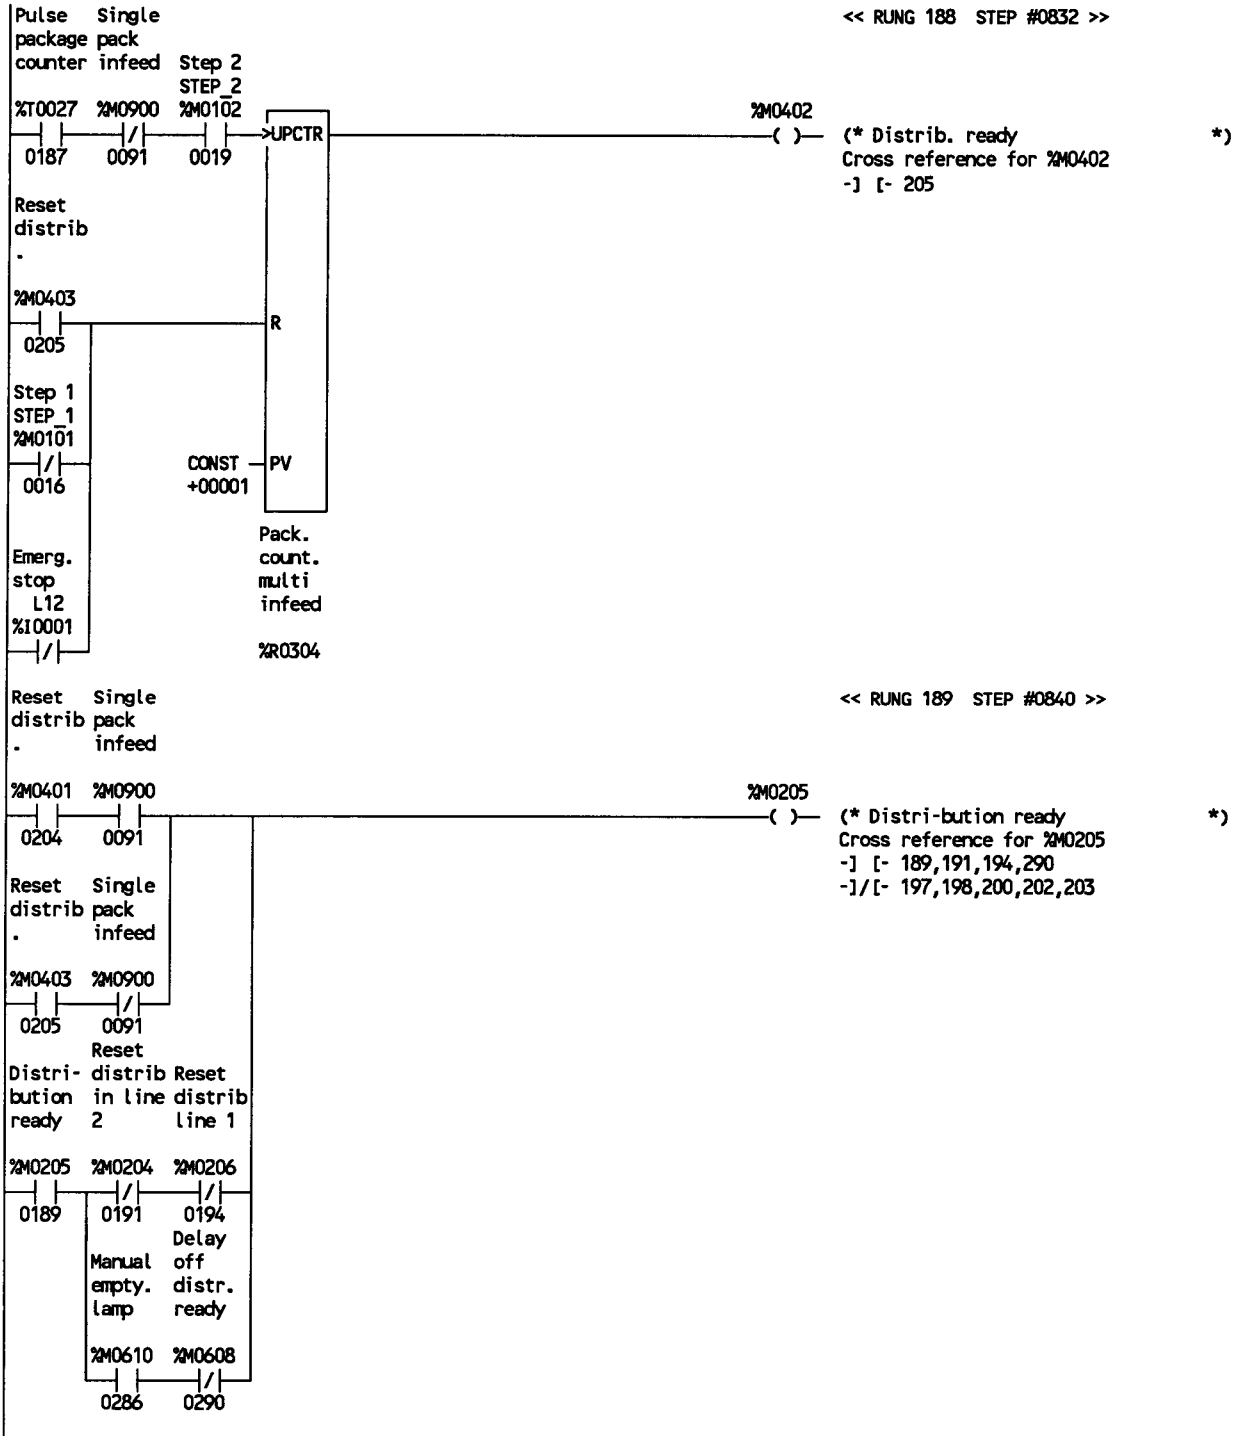 Pulse Single << RUNG 188 STEP #0832 >>
package pack
counter infeed Step 2
STEP_2
%T0027 %M0900 %M0102 %M0402
>UPCTR ( ) (* Distrib. ready *)
0187 0091 0019 Cross reference for %M0402
-] [- 205
Reset
distrib
.
%M0403
R
0205
Step 1
STEP_1
%M0101
CONST PV
0016 +00001
Pack.
Emerg. count.
stop multi
L12 infeed
%I0001
%R0304
Reset Single << RUNG 189 STEP #0840 >>
distrib pack
. infeed
%M0401 %M0900 %M0205
( ) (* Distri-bution ready *)
0204 0091 Cross reference for %M0205
-] [- 189,191,194,290
Reset Single -]/[- 197,198,200,202,203
distrib pack
. infeed
%M0403 %M0900
0205 0091
Reset
Distri- distrib Reset
bution in line distrib
ready 2 line 1
%M0205 %M0204 %M0206
0189 0191 0194
Delay
Manual off
empty. distr.
lamp ready
%M0610 %M0608
0286 0290